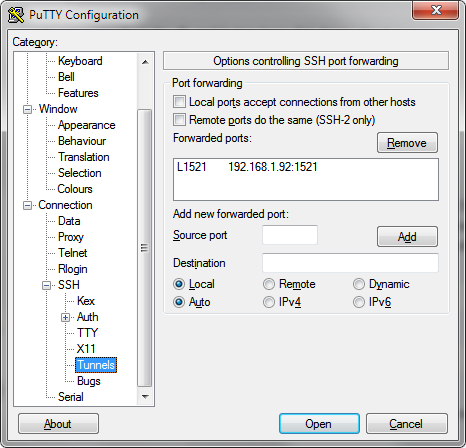 PuTTY Configuration
Category:
Keyboard
Bell
Features
Window
Appearance
Behaviour
Translation
Selection
Colours
Connection
Data
Proxy
Telnet
Rlogin
SSH
Kex
Auth
TTY
X11
Tunnels
Bugs
Serial
Options controlling SSH port forwarding
Port forwarding
Local ports accept connections from other hosts
Remote ports do the same (SSH-2 only)
Forwarded ports:
Remove
L1521 192.168.1.92:1521
Add new forwarded port:
Source port
Add
Destination
Local Remote Dynamic
Auto IPv4 IPv6
About Open Cancel